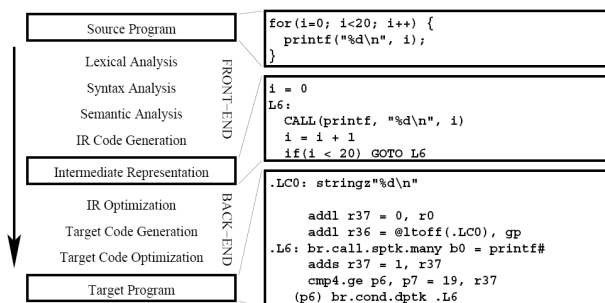 Source Program
Lexical Analysis
Syntax Analysis
Semantic Analysis
IR Code Generation
FRONT-END
Intermediate Representation
IR Optimization
Target Code Generation
Target Code Optimization
BACK-END
Target Program
for(i=0; i<20; i++) {
printf("%d\n", i);
}
i = 0
L6:
CALL(printf, "%d\n", i)
i = i + 1
if(i < 20) GOTO L6
.LC0: stringz"%d\n"
addl r37 = 0, r0
addl r36 = @ltoff(.LC0), gp
.L6: br.call.sptk.many b0 = printf#
adds r37 = 1, r37
cmp4.ge p6, p7 = 19, r37
(p6) br.cond.dptk .L6